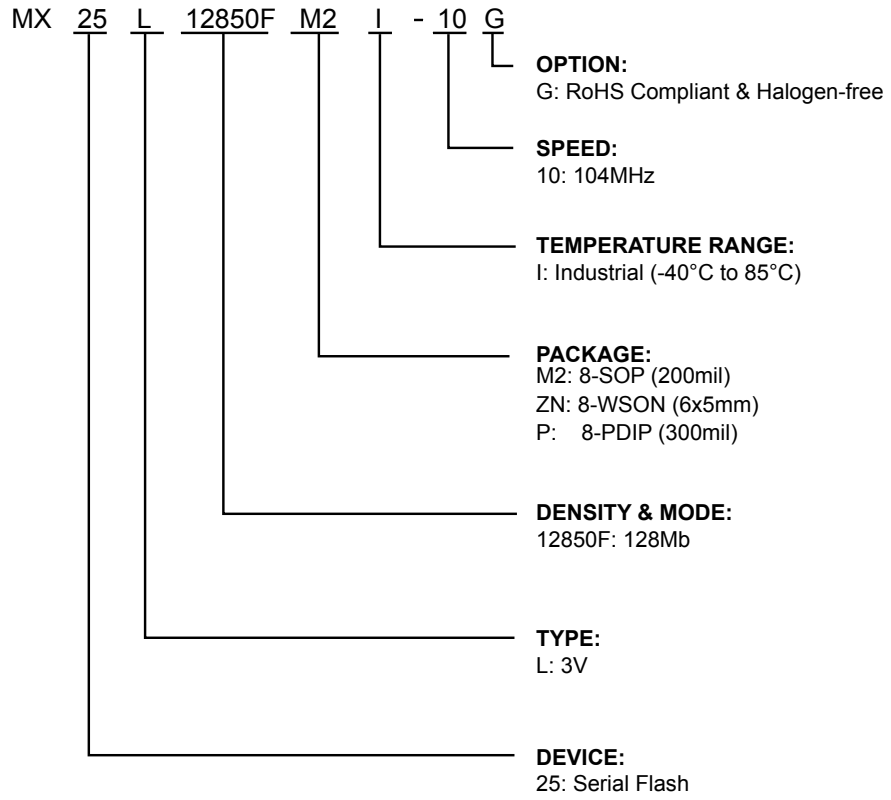 MX 25 L 12850F M2 I - 10 G
OPTION:
G: RoHS Compliant & Halogen-free
SPEED:
10: 104MHz
TEMPERATURE RANGE:
I: Industrial (-40°C to 85°C)
PACKAGE:
M2: 8-SOP (200mil)
ZN: 8-WSON (6x5mm)
P: 8-PDIP (300mil)
DENSITY & MODE:
12850F: 128Mb
TYPE:
L: 3V
DEVICE:
25: Serial Flash